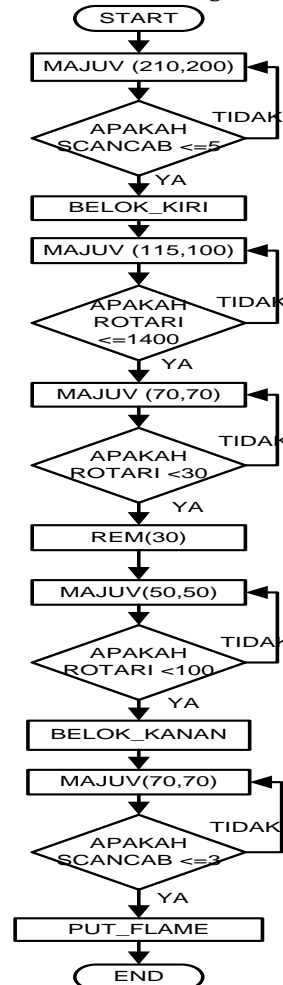 START
MAJUV (210,200)
TIDAK
APAKAH
SCANCAB <=5
YA
BELOK_KIRI
MAJUV (115,100)
TIDAK
APAKAH
ROTARI
<=1400
YA
MAJUV (70,70)
TIDAK
APAKAH
ROTARI <30
YA
REM(30)
MAJUV(50,50)
TIDAK
APAKAH
ROTARI <100
YA
BELOK_KANAN
MAJUV(70,70)
TIDAK
APAKAH
SCANCAB <=3
YA
PUT_FLAME
END